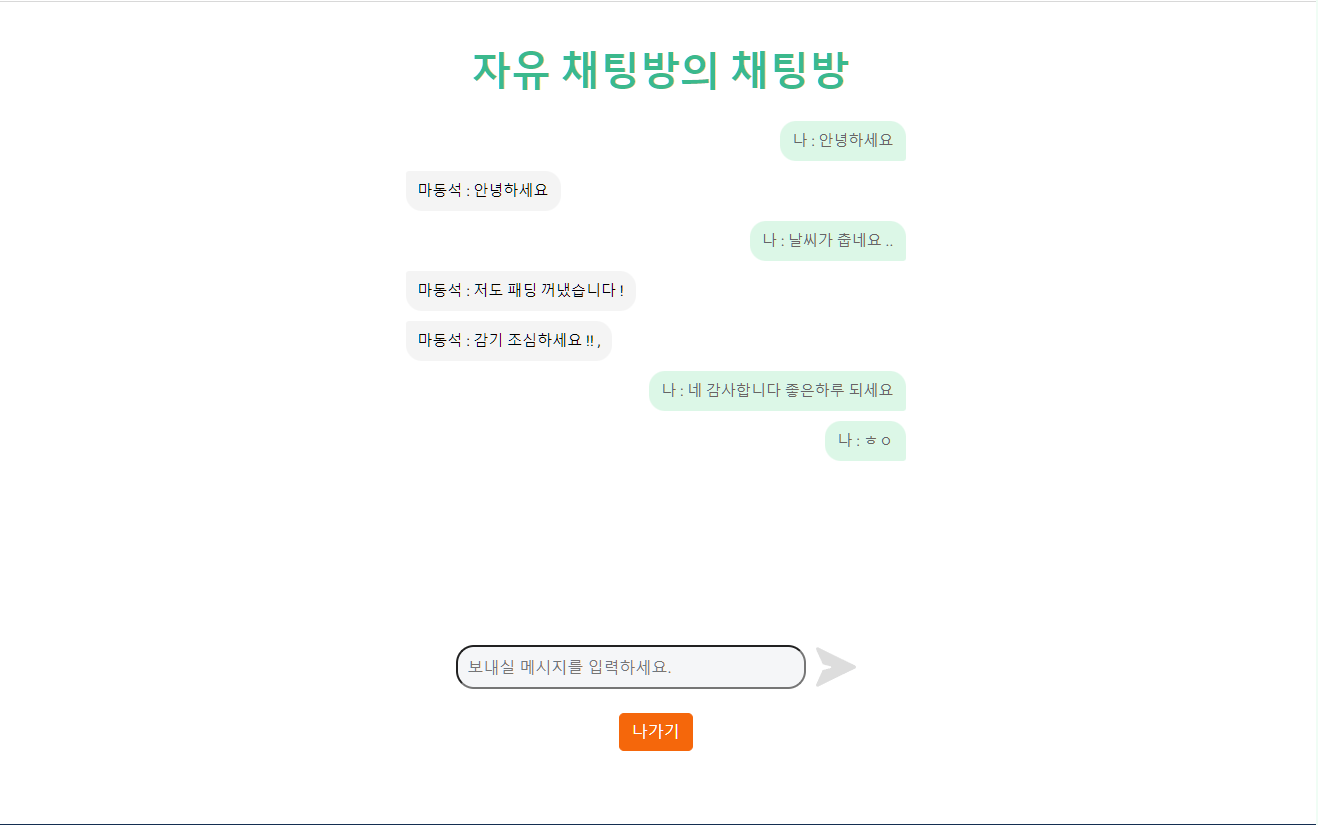 자유 채팅방의 채팅방
나 : 안녕하세요
마동석 : 안녕하세요
나 : 날씨가 춥네요 ..
마동석 : 저도 패딩 꺼냈습니다 !
마동석 : 감기 조심하세요 !! ,
나 : 네 감사합니다 좋은하루 되세요
나 : ㅎㅇ
보내실 메시지를 입력하세요.
나가기